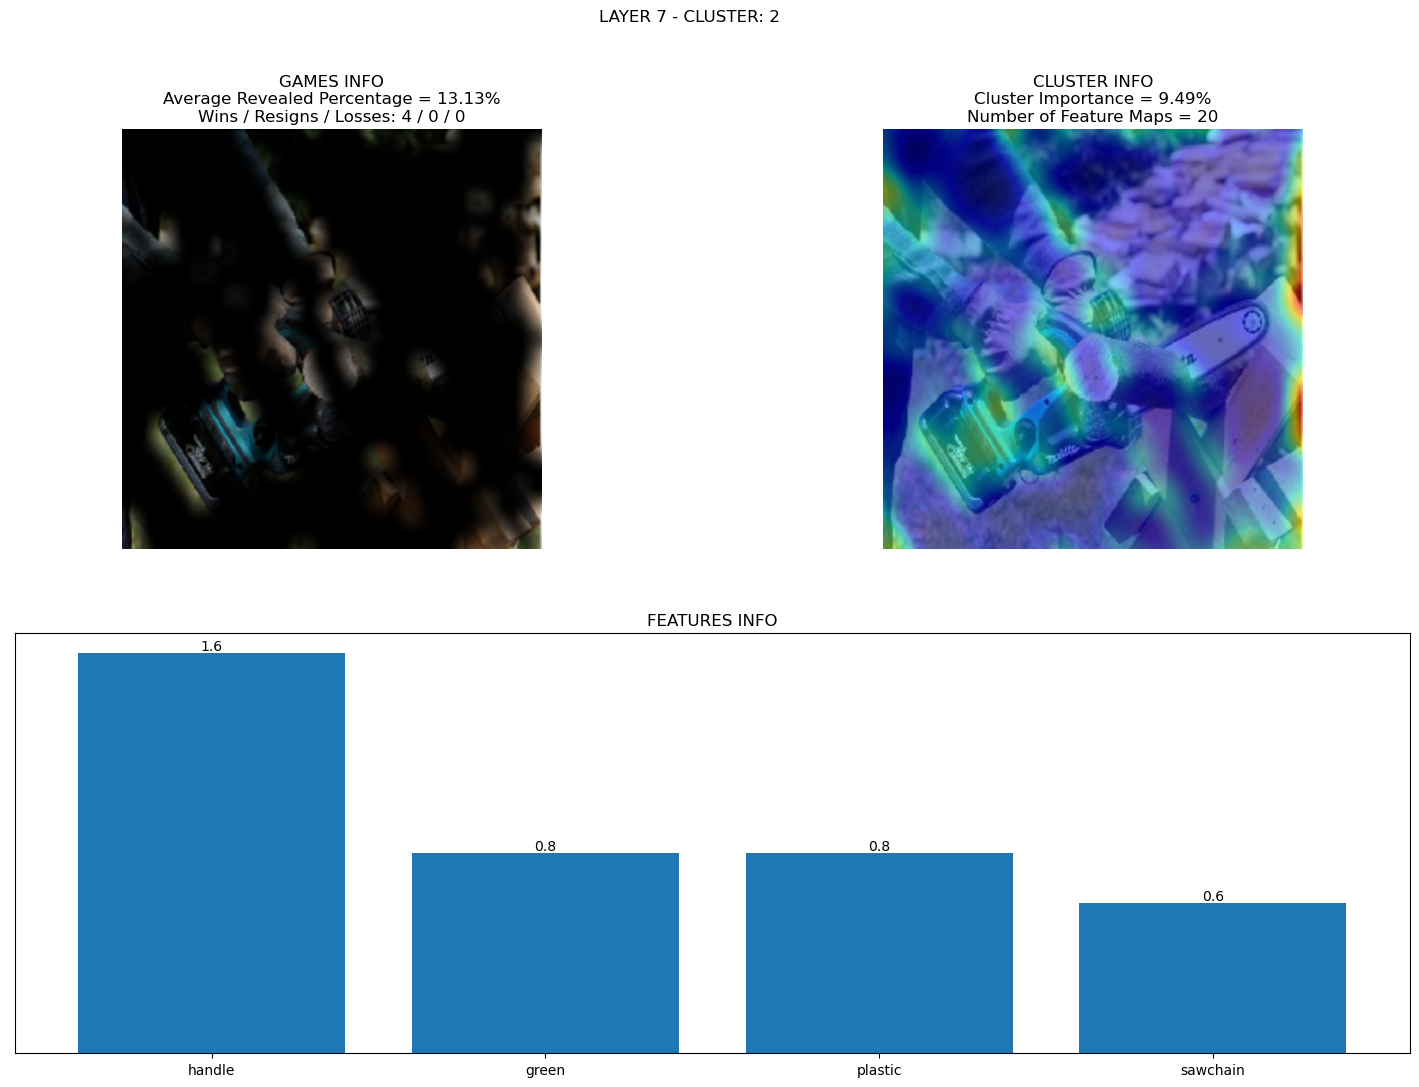 LAYER 7 - CLUSTER: 2
GAMES INFO
Average Revealed Percentage = 13.13%
Wins / Resigns / Losses: 4 / 0 / 0
CLUSTER INFO
Cluster Importance = 9.49%
Number of Feature Maps = 20
FEATURES INFO
1.6
0.8
0.8
0.6
handle
green
plastic
sawchain